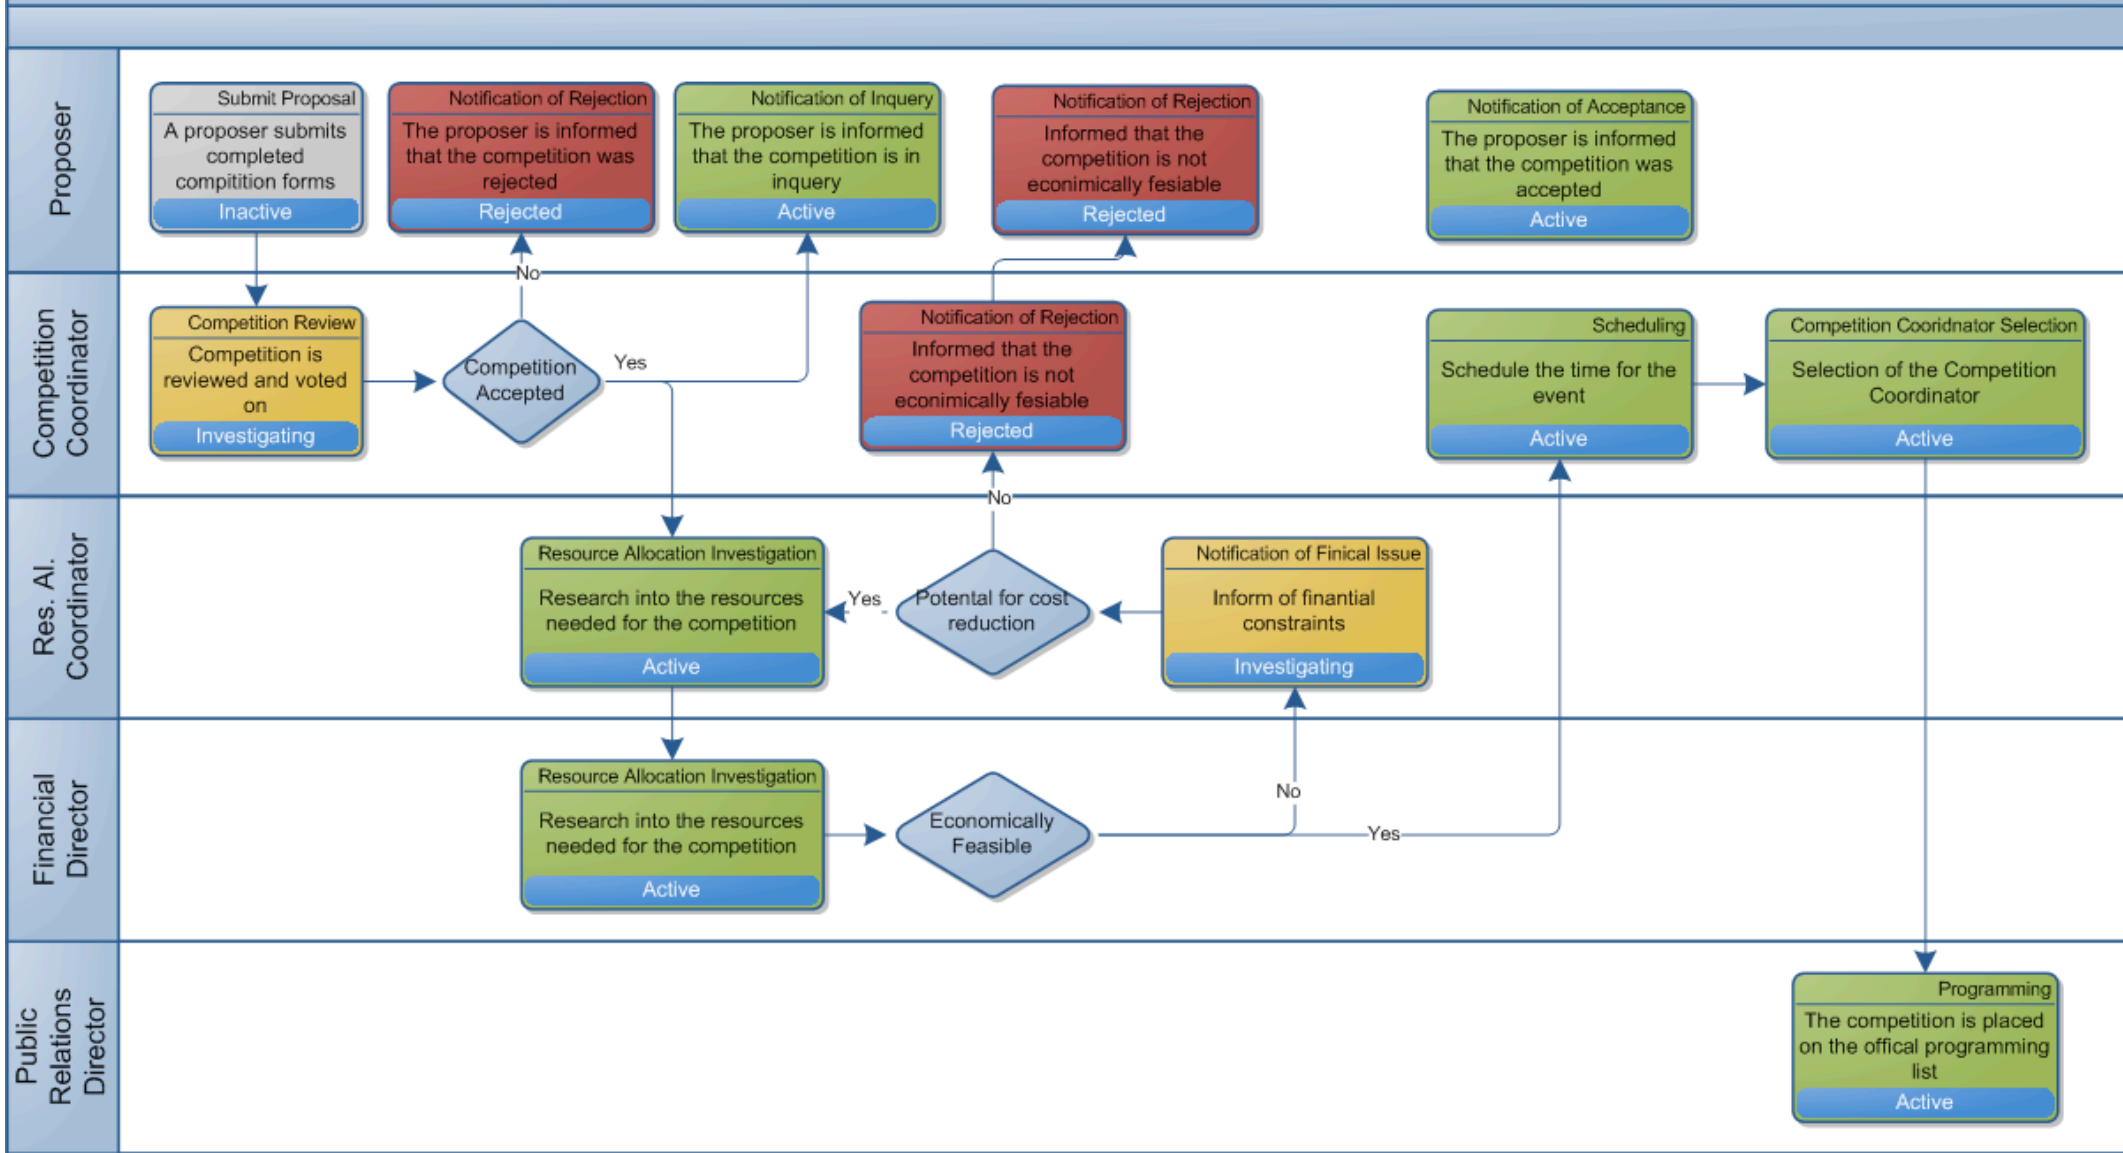 Proposer
Submit Proposal
A proposer submits
completed
compitition forms
Inactive
Notification of Rejection
The proposer is informed
that the competition was
rejected
Rejected
Notification of Inquery
The proposer is informed
that the competition is in
inquery
Active
Notification of Rejection
Informed that the
competition is not
econimically fesiable
Rejected
Notification of Acceptance
The proposer is informed
that the competition was
accepted
Active
Competition
Coordinator
Competition Review
Competition is
reviewed and voted
on
Investigating
Competition
Accepted
No
Yes
Notification of Rejection
Informed that the
competition is not
econimically fesiable
Rejected
Scheduling
Schedule the time for the
event
Active
Competition Cooridnator Selection
Selection of the Competition
Coordinator
Active
Res. Al.
Coordinator
Resource Allocation Investigation
Research into the resources
needed for the competition
Active
Yes
No
Potental for cost
reduction
Notification of Finical Issue
Inform of finantial
constraints
Investigating
Financial
Director
Resource Allocation Investigation
Research into the resources
needed for the competition
Active
Economically
Feasible
No
Yes
Public
Relations
Director
Programming
The competition is placed
on the offical programming
list
Active